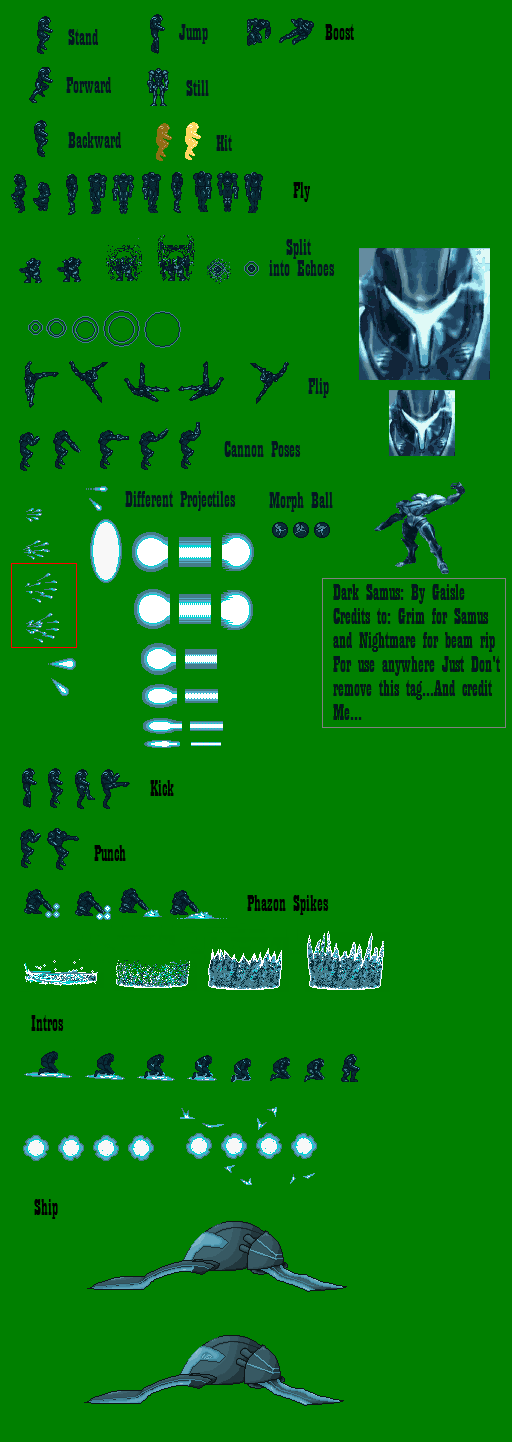 Stand
Jump
Boost
Forward
Still
Backward
Hit
Fly
Split
into Echoes
Flip
Cannon Poses
Different Projectiles
Morph Ball
Dark Samus: By Gaisle
Credits to: Grim for Samus
and Nightmare for beam rip
For use anywhere Just Don't
remove this tag...And credit
Me...
Kick
Punch
Phazon Spikes
Intros
Ship